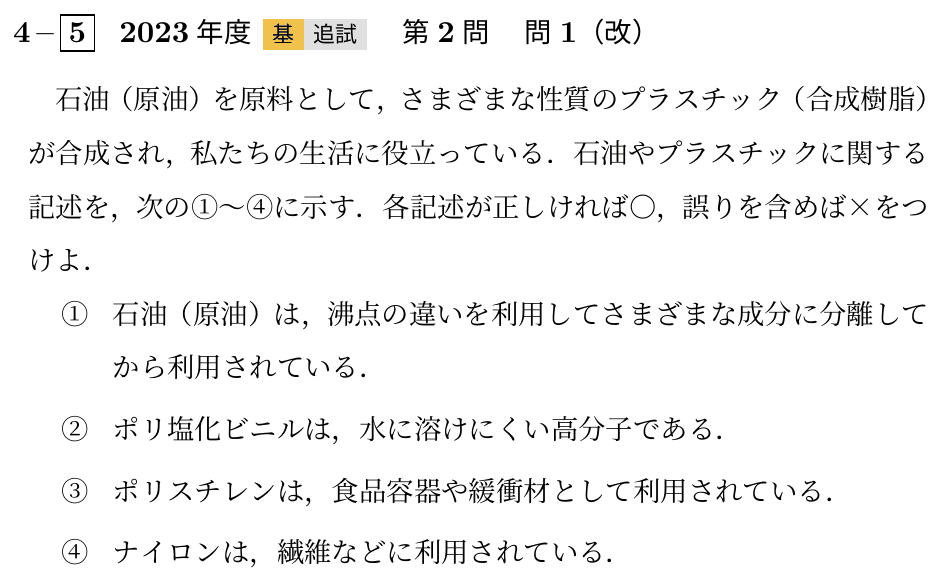 4－5 2023 年度 基 追試 第 2 問 問 1（改）
石油（原油）を原料として，さまざまな性質のプラスチック（合成樹脂）
が合成され，私たちの生活に役立っている．石油やプラスチックに関する
記述を，次の①～④に示す．各記述が正しければ○，誤りを含めば×をつ
けよ．
① 石油（原油）は，沸点の違いを利用してさまざまな成分に分離して
から利用されている．
② ポリ塩化ビニルは，水に溶けにくい高分子である．
③ ポリスチレンは，食品容器や緩衝材として利用されている．
④ ナイロンは，繊維などに利用されている．